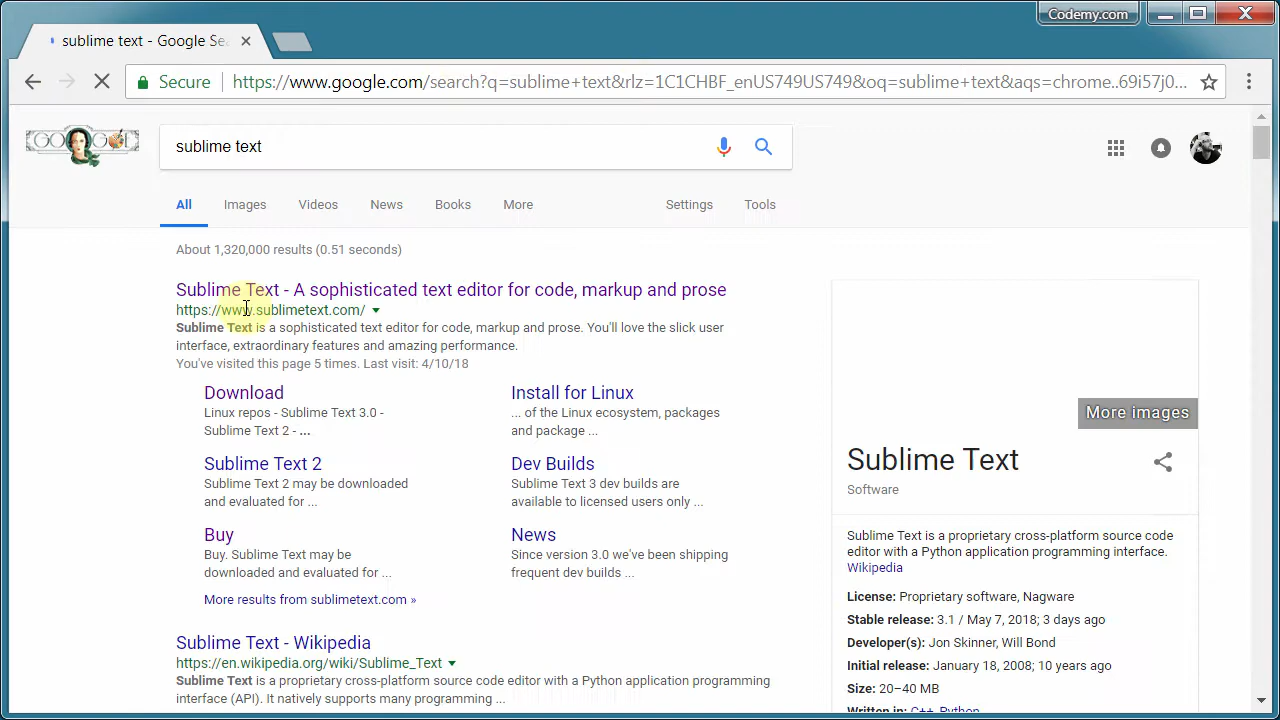 Codemy.com
sublime text - Google Se
Secure https://www.google.com/search?q=sublime+text&rlz=1C1CHBF_enUS749US749&oq=sublime+text&aqs=chrome..69i57j0...
sublime text
All Images Videos News Books More Settings Tools
About 1,320,000 results (0.51 seconds)
Sublime Text - A sophisticated text editor for code, markup and prose
https://www.sublimetext.com/
Sublime Text is a sophisticated text editor for code, markup and prose. You'll love the slick user
interface, extraordinary features and amazing performance.
You've visited this page 5 times. Last visit: 4/10/18
Download
Linux repos - Sublime Text 3.0 -
Sublime Text 2 - ...
Install for Linux
... of the Linux ecosystem, packages
and package ...
Sublime Text 2
Sublime Text 2 may be downloaded
and evaluated for ...
Dev Builds
Sublime Text 3 dev builds are
available to licensed users only ...
Buy
Buy. Sublime Text may be
downloaded and evaluated for ...
News
Since version 3.0 we've been shipping
frequent dev builds ...
More results from sublimetext.com »
Sublime Text - Wikipedia
https://en.wikipedia.org/wiki/Sublime_Text
Sublime Text is a proprietary cross-platform source code editor with a Python application programming
interface (API). It natively supports many programming ...
More images
Sublime Text
Software
Sublime Text is a proprietary cross-platform source code
editor with a Python application programming interface.
Wikipedia
License: Proprietary software, Nagware
Stable release: 3.1 / May 7, 2018; 3 days ago
Developer(s): Jon Skinner, Will Bond
Initial release: January 18, 2008; 10 years ago
Size: 20–40 MB
Written in: C++, Python